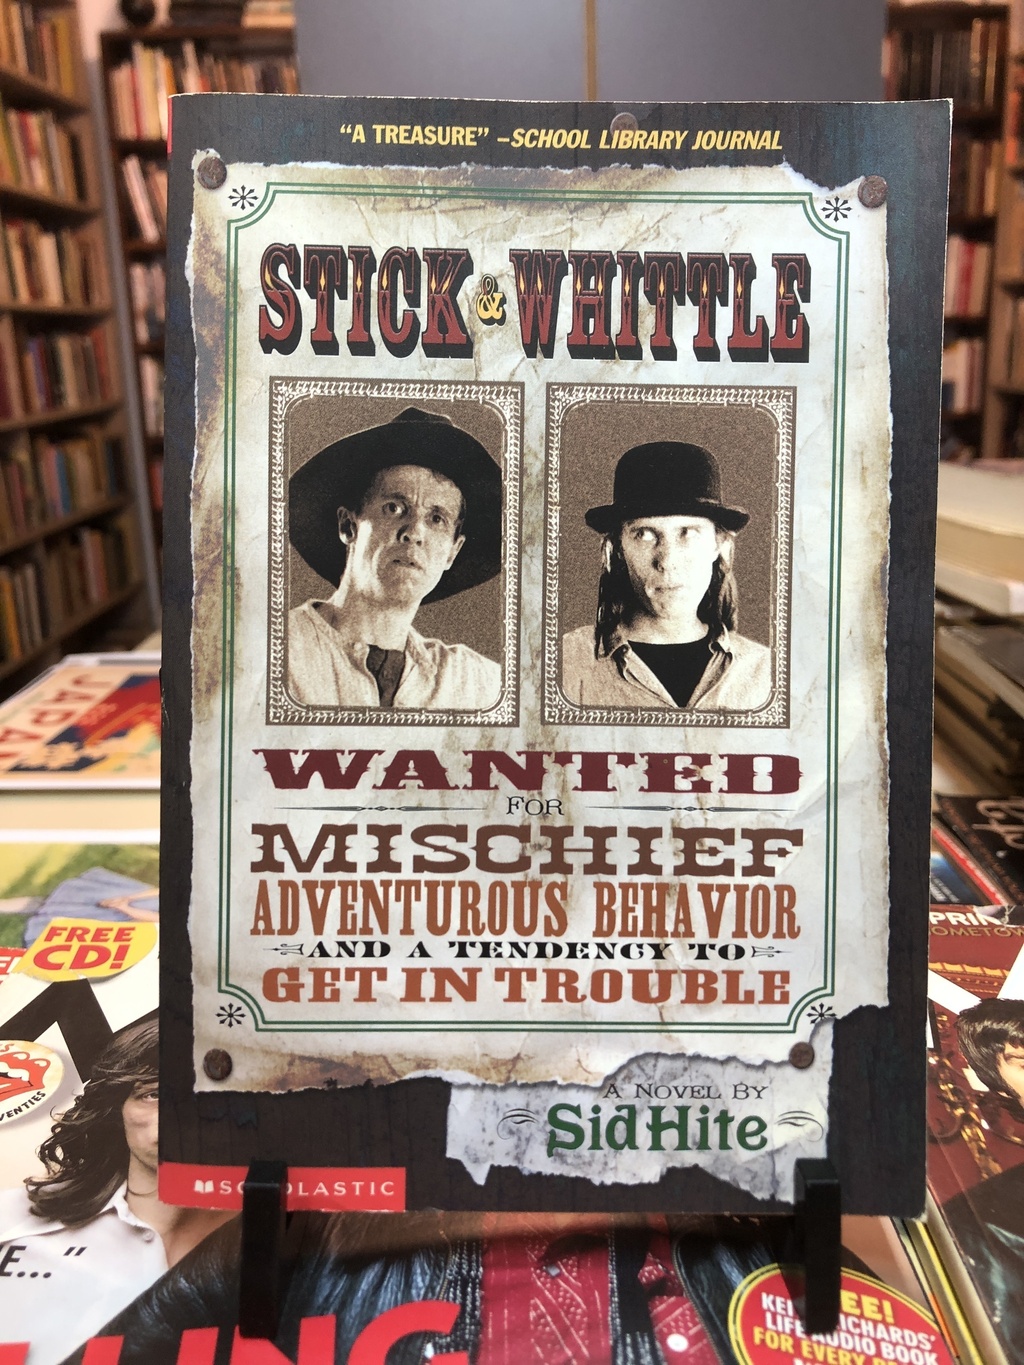 “A TREASURE” –SCHOOL LIBRARY JOURNAL
STICK & WHITTLE
WANTED
FOR
MISCHIEF
ADVENTUROUS BEHAVIOR
AND A TENDENCY TO
GET IN TROUBLE
A NOVEL BY
Sid Hite
SCHOLASTIC
JAPAN
FREE
CD!